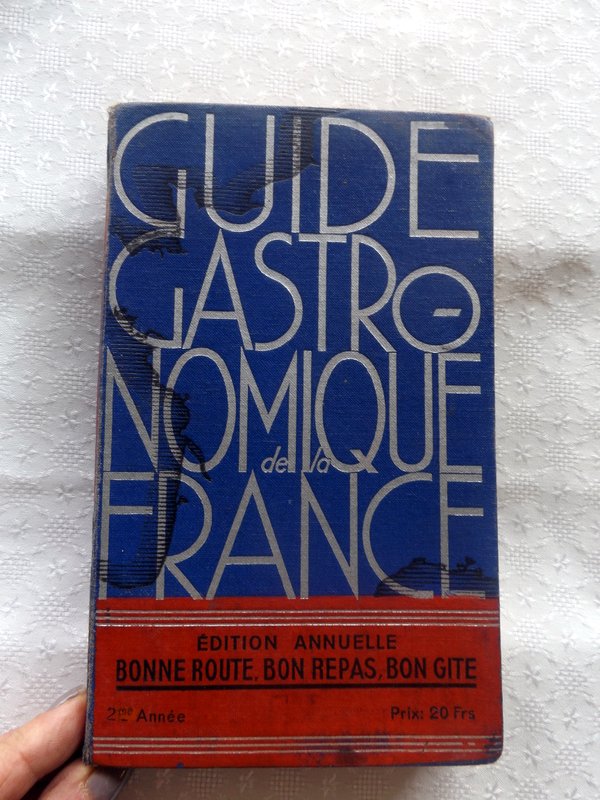 GUIDE
GASTRO-
NOMIQUE
de la
FRANCE
ÉDITION ANNUELLE
BONNE ROUTE, BON REPAS, BON GITE
2me Année
Prix: 20 Frs